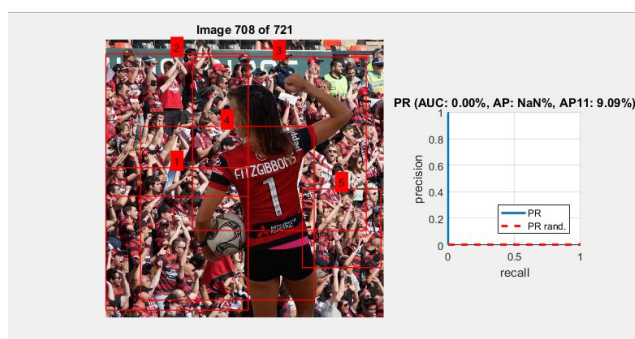 Image 708 of 721
2
3
4
1
5
FITZGIBBONS
1
PR (AUC: 0.00%, AP: NaN%, AP11: 9.09%)
precision
1
0.8
0.6
0.4
0.2
0
PR
PR rand.
0
0.5
1
recall